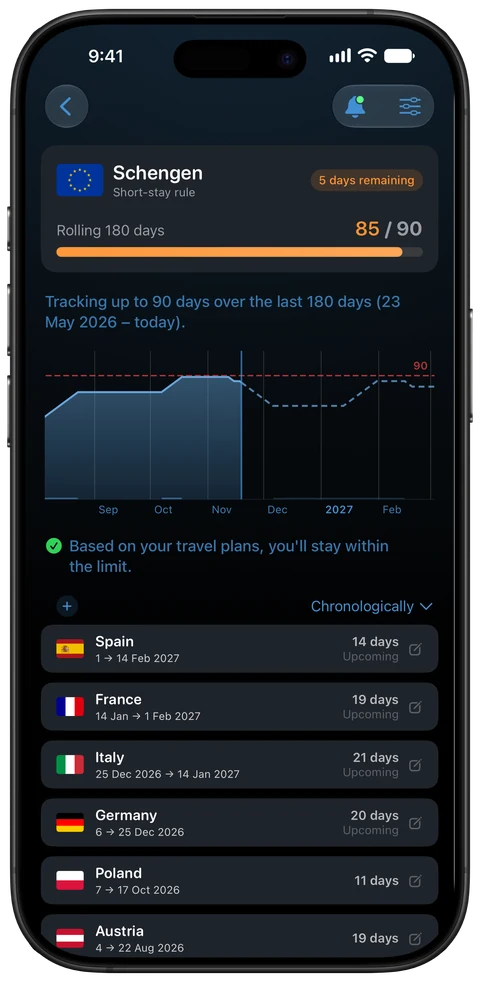 9:41
Schengen
Short-stay rule
5 days remaining
Rolling 180 days
85 / 90
Tracking up to 90 days over the last 180 days (23
May 2026 – today).
90
Sep Oct Nov Dec 2027 Feb
Based on your travel plans, you'll stay within
the limit.
Chronologically
Spain
1 → 14 Feb 2027
14 days
Upcoming
France
14 Jan → 1 Feb 2027
19 days
Upcoming
Italy
25 Dec 2026 → 14 Jan 2027
21 days
Upcoming
Germany
6 → 25 Dec 2026
20 days
Upcoming
Poland
7 → 17 Oct 2026
11 days
Austria
4 → 22 Aug 2026
19 days